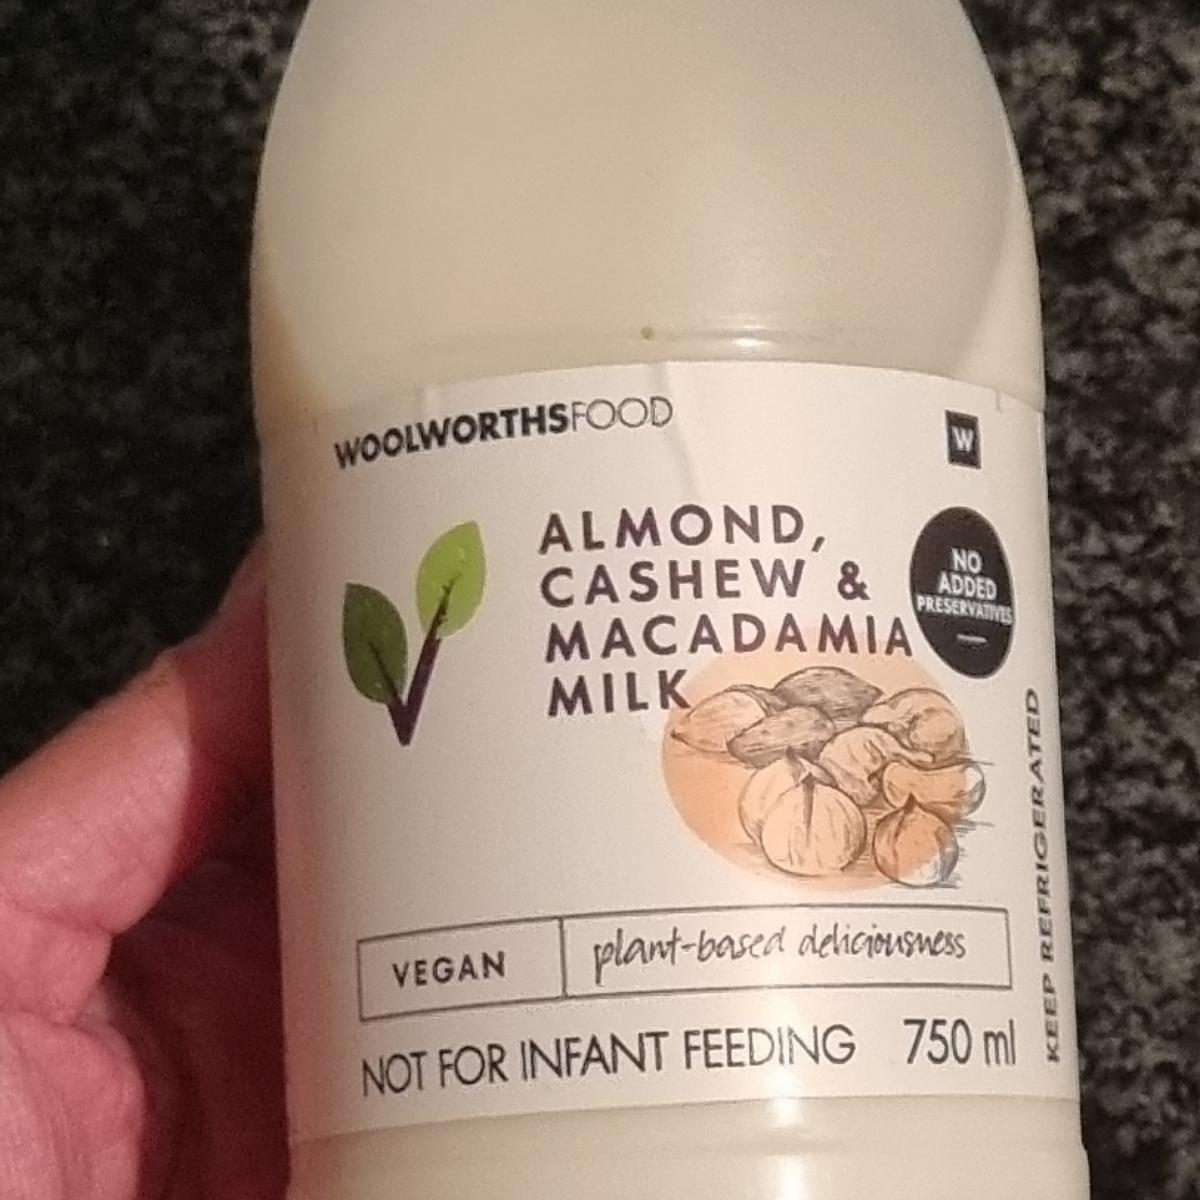 WOOLWORTHSFOOD
W
ALMOND,
CASHEW &
MACADAMIA
MILK
NO
ADDED
PRESERVATIVES
VEGAN
plant-based deliciousness
NOT FOR INFANT FEEDING
750 ml
KEEP REFRIGERATED